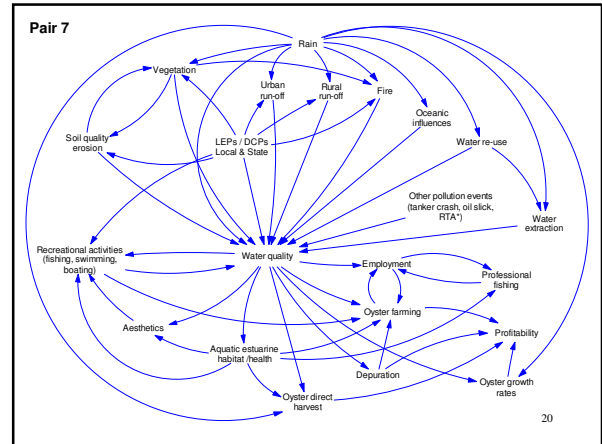 Pair 7
Rain
Vegetation
Urban
run-off
Rural
run-off
Fire
Oceanic
influences
Soil quality
erosion
LEPs / DCPs
Local & State
Water re-use
Other pollution events
(tanker crash, oil slick,
RTA*)
Water
extraction
Recreational activities
(fishing, swimming,
boating)
Water quality
Employment
Professional
fishing
Oyster farming
Aesthetics
Profitability
Aquatic estuarine
habitat /health
Depuration
Oyster direct
harvest
Oyster growth
rates
20